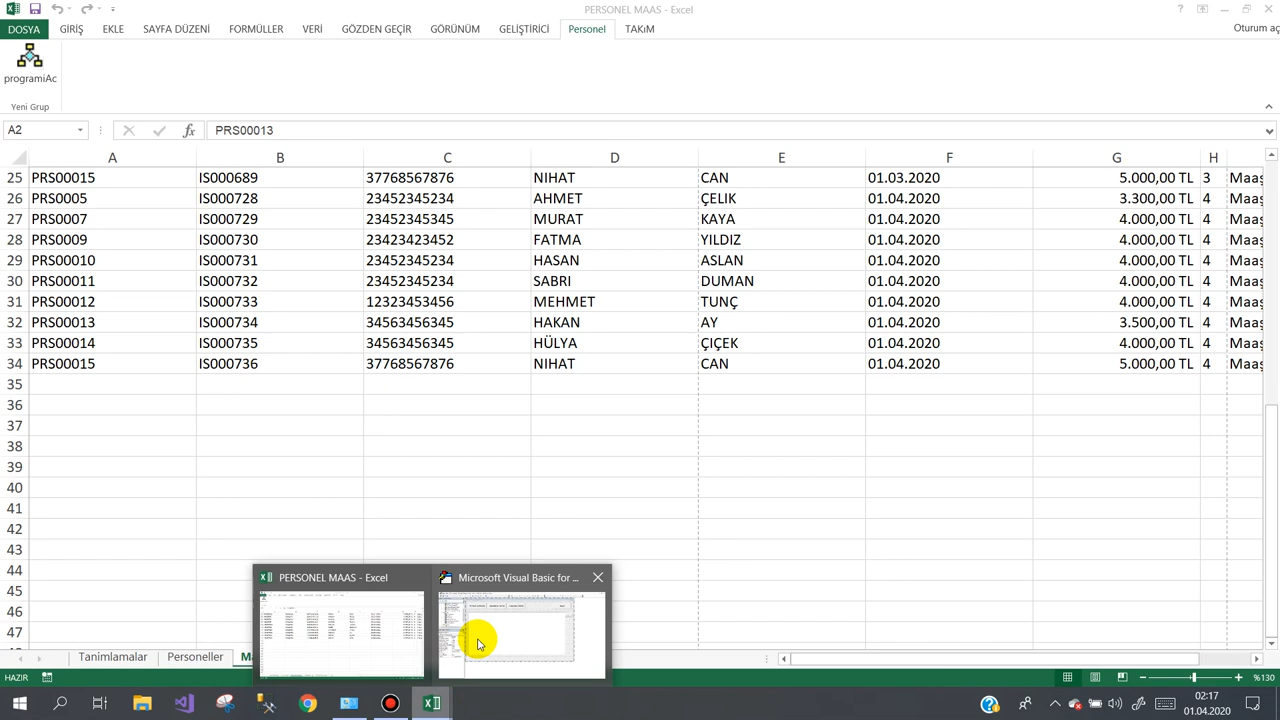 PERSONEL MAAS - Excel
DOSYA GİRİŞ EKLE SAYFA DÜZENİ FORMÜLLER VERİ GÖZDEN GEÇİR GÖRÜNÜM GELİŞTİRİCİ Personel TAKıM Oturum aç
programiAc
Yeni Grup
A2 fx PRS00013
A B C D E F G H
25 PRS00015 IS000689 37768567876 NIHAT CAN 01.03.2020 5.000,00 TL 3 Maaş
26 PRS0005 IS000728 23452345234 AHMET ÇELIK 01.04.2020 3.300,00 TL 4 Maaş
27 PRS0007 IS000729 23452345345 MURAT KAYA 01.04.2020 4.000,00 TL 4 Maaş
28 PRS0009 IS000730 23423423452 FATMA YILDIZ 01.04.2020 4.000,00 TL 4 Maaş
29 PRS00010 IS000731 23452345234 HASAN ASLAN 01.04.2020 4.000,00 TL 4 Maaş
30 PRS00011 IS000732 23452345234 SABRI DUMAN 01.04.2020 4.000,00 TL 4 Maaş
31 PRS00012 IS000733 12323453456 MEHMET TUNÇ 01.04.2020 4.000,00 TL 4 Maaş
32 PRS00013 IS000734 34563456345 HAKAN AY 01.04.2020 3.500,00 TL 4 Maaş
33 PRS00014 IS000735 34563456345 HÜLYA ÇIÇEK 01.04.2020 4.000,00 TL 4 Maaş
34 PRS00015 IS000736 37768567876 NIHAT CAN 01.04.2020 5.000,00 TL 4 Maaş
35
36
37
38
39
40
41
42
43
44
45
46
47
PERSONEL MAAS - Excel Microsoft Visual Basic for ...
Tanimlamalar Personeller
HAZIR %130
02:17
01.04.2020